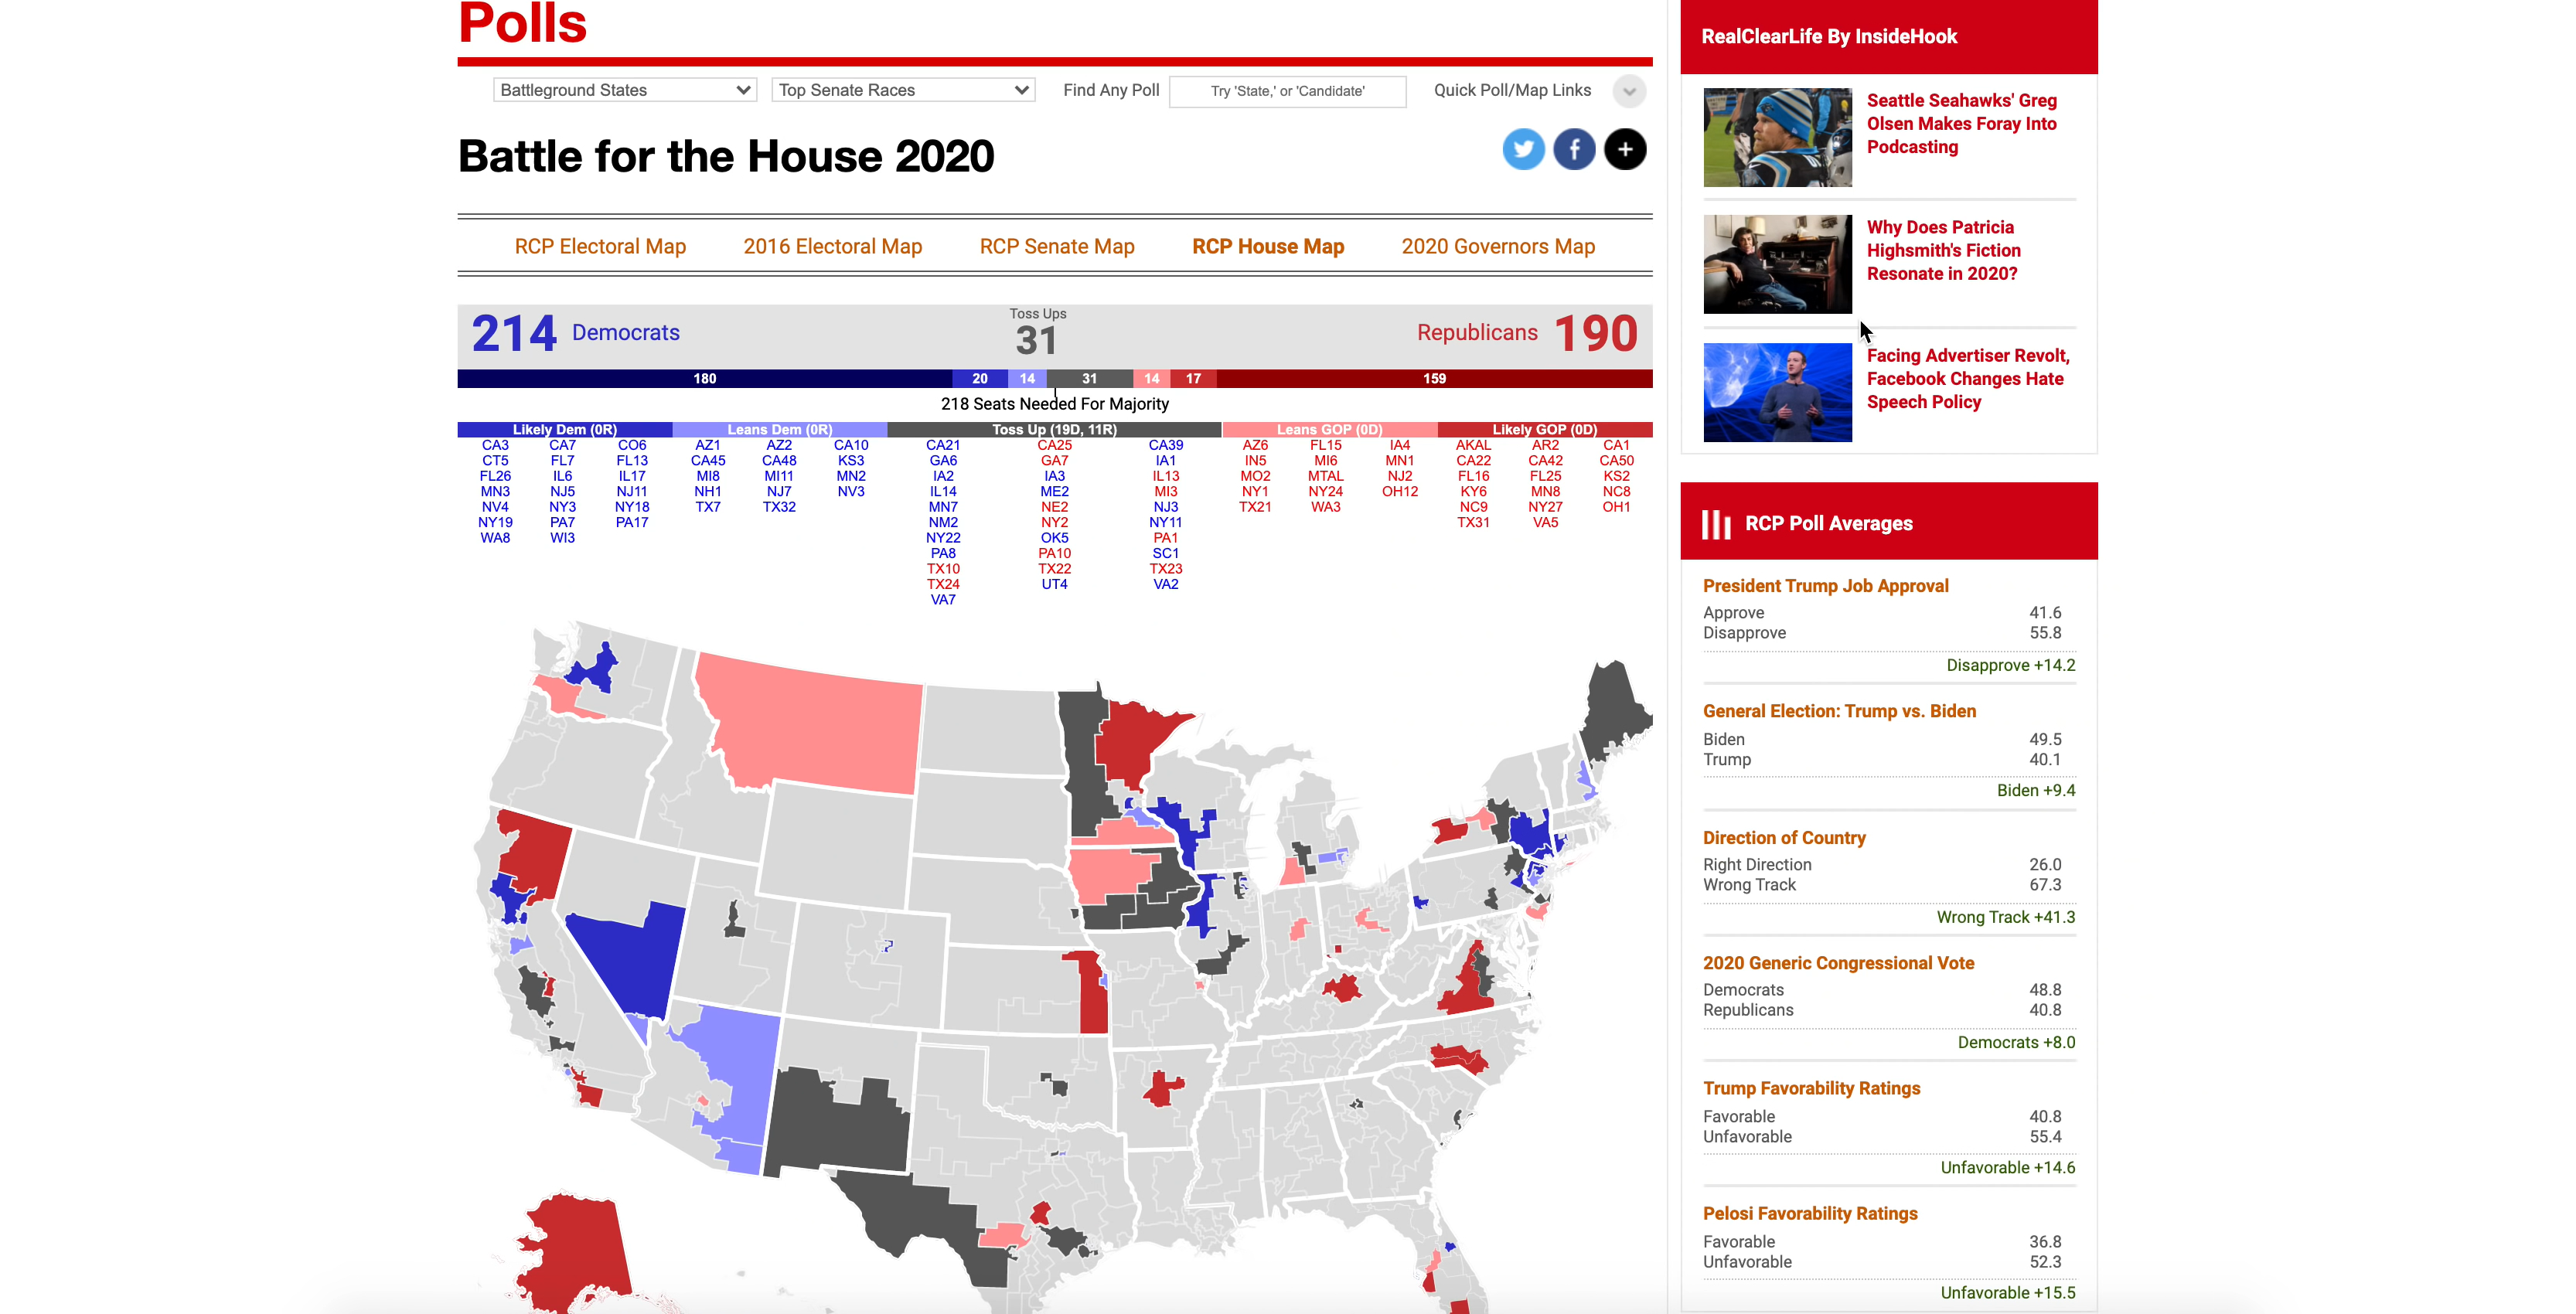 Polls
Battleground States
Top Senate Races
Find Any Poll
Try 'State,' or 'Candidate'
Quick Poll/Map Links
Battle for the House 2020
RCP Electoral Map
2016 Electoral Map
RCP Senate Map
RCP House Map
2020 Governors Map
214 Democrats
Toss Ups
31
Republicans 190
180 20 14 31 14 17 159
218 Seats Needed For Majority
Likely Dem (0R)
CA3 CA7 CO6
CT5 FL7 FL13
FL26 IL6 IL17
MN3 NJ5 NJ11
NV4 NY3 NY18
NY19 PA7 PA17
WA8 WI3
Leans Dem (0R)
AZ1 AZ2 CA10
CA45 CA48 KS3
MI8 MI11 MN2
NH1 NJ7 NV3
TX7 TX32
Toss Up (19D, 11R)
CA21 CA25 CA39
GA6 GA7 IA1
IA2 IA3 IL13
IL14 ME2 MI3
MN7 NE2 NJ3
NM2 NY2 NY11
NY22 OK5 PA1
PA8 PA10 SC1
TX10 TX22 TX23
TX24 UT4 VA2
VA7
Leans GOP (0D)
AZ6 FL15 IA4
IN5 MI6 MN1
MO2 MTAL NJ2
NY1 NY24 OH12
TX21 WA3
Likely GOP (0D)
AKAL AR2 CA1
CA22 CA42 CA50
FL16 FL25 KS2
KY6 MN8 NC8
NC9 NY27 OH1
TX31 VA5
RealClearLife By InsideHook
Seattle Seahawks' Greg
Olsen Makes Foray Into
Podcasting
Why Does Patricia
Highsmith's Fiction
Resonate in 2020?
Facing Advertiser Revolt,
Facebook Changes Hate
Speech Policy
RCP Poll Averages
President Trump Job Approval
Approve 41.6
Disapprove 55.8
Disapprove +14.2
General Election: Trump vs. Biden
Biden 49.5
Trump 40.1
Biden +9.4
Direction of Country
Right Direction 26.0
Wrong Track 67.3
Wrong Track +41.3
2020 Generic Congressional Vote
Democrats 48.8
Republicans 40.8
Democrats +8.0
Trump Favorability Ratings
Favorable 40.8
Unfavorable 55.4
Unfavorable +14.6
Pelosi Favorability Ratings
Favorable 36.8
Unfavorable 52.3
Unfavorable +15.5